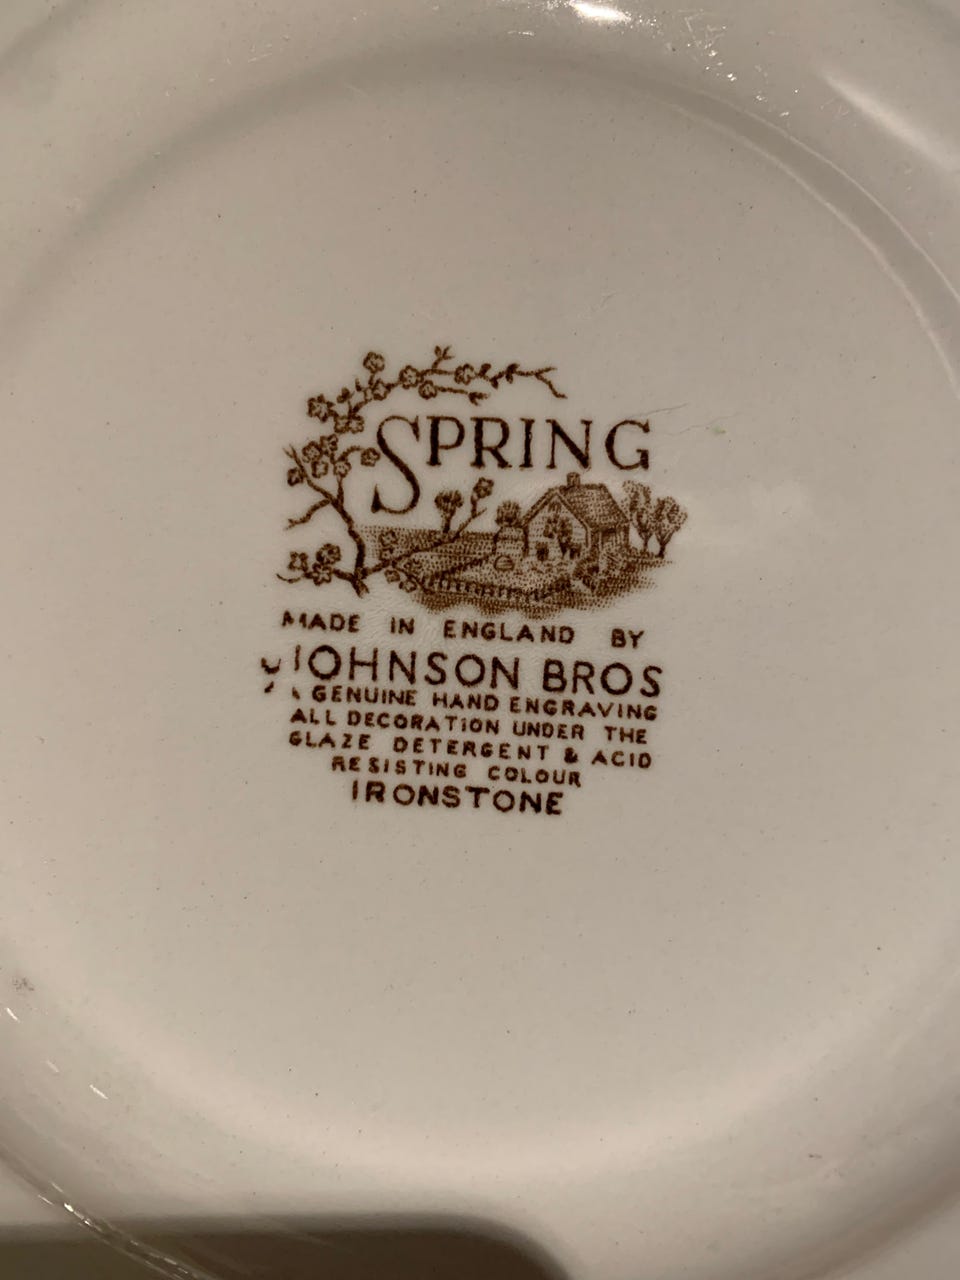 SPRING
MADE IN ENGLAND BY
JOHNSON BROS
A GENUINE HAND ENGRAVING
ALL DECORATION UNDER THE
GLAZE DETERGENT & ACID
RESISTING COLOUR
IRONSTONE